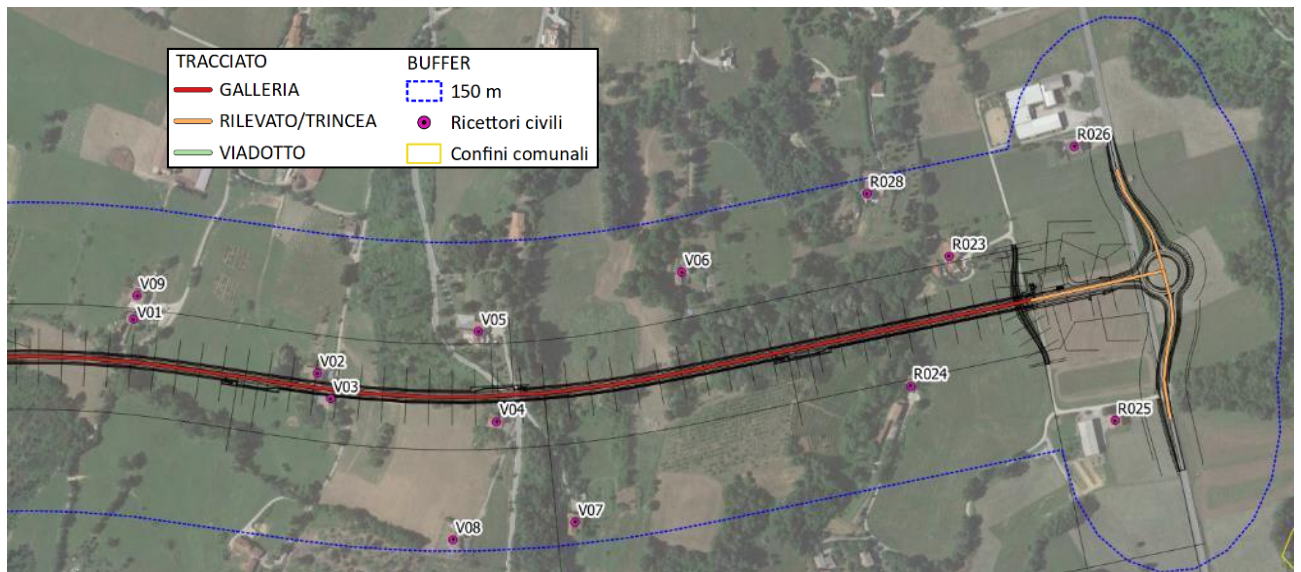 TRACCIATO
GALLERIA
RILEVATO/TRINCEA
VIADOTTO
BUFFER
150 m
Ricettori civili
Confini comunali
R026
R028
R023
V06
V09
V01
V05
V02
V03
R024
V04
R025
V07
V08